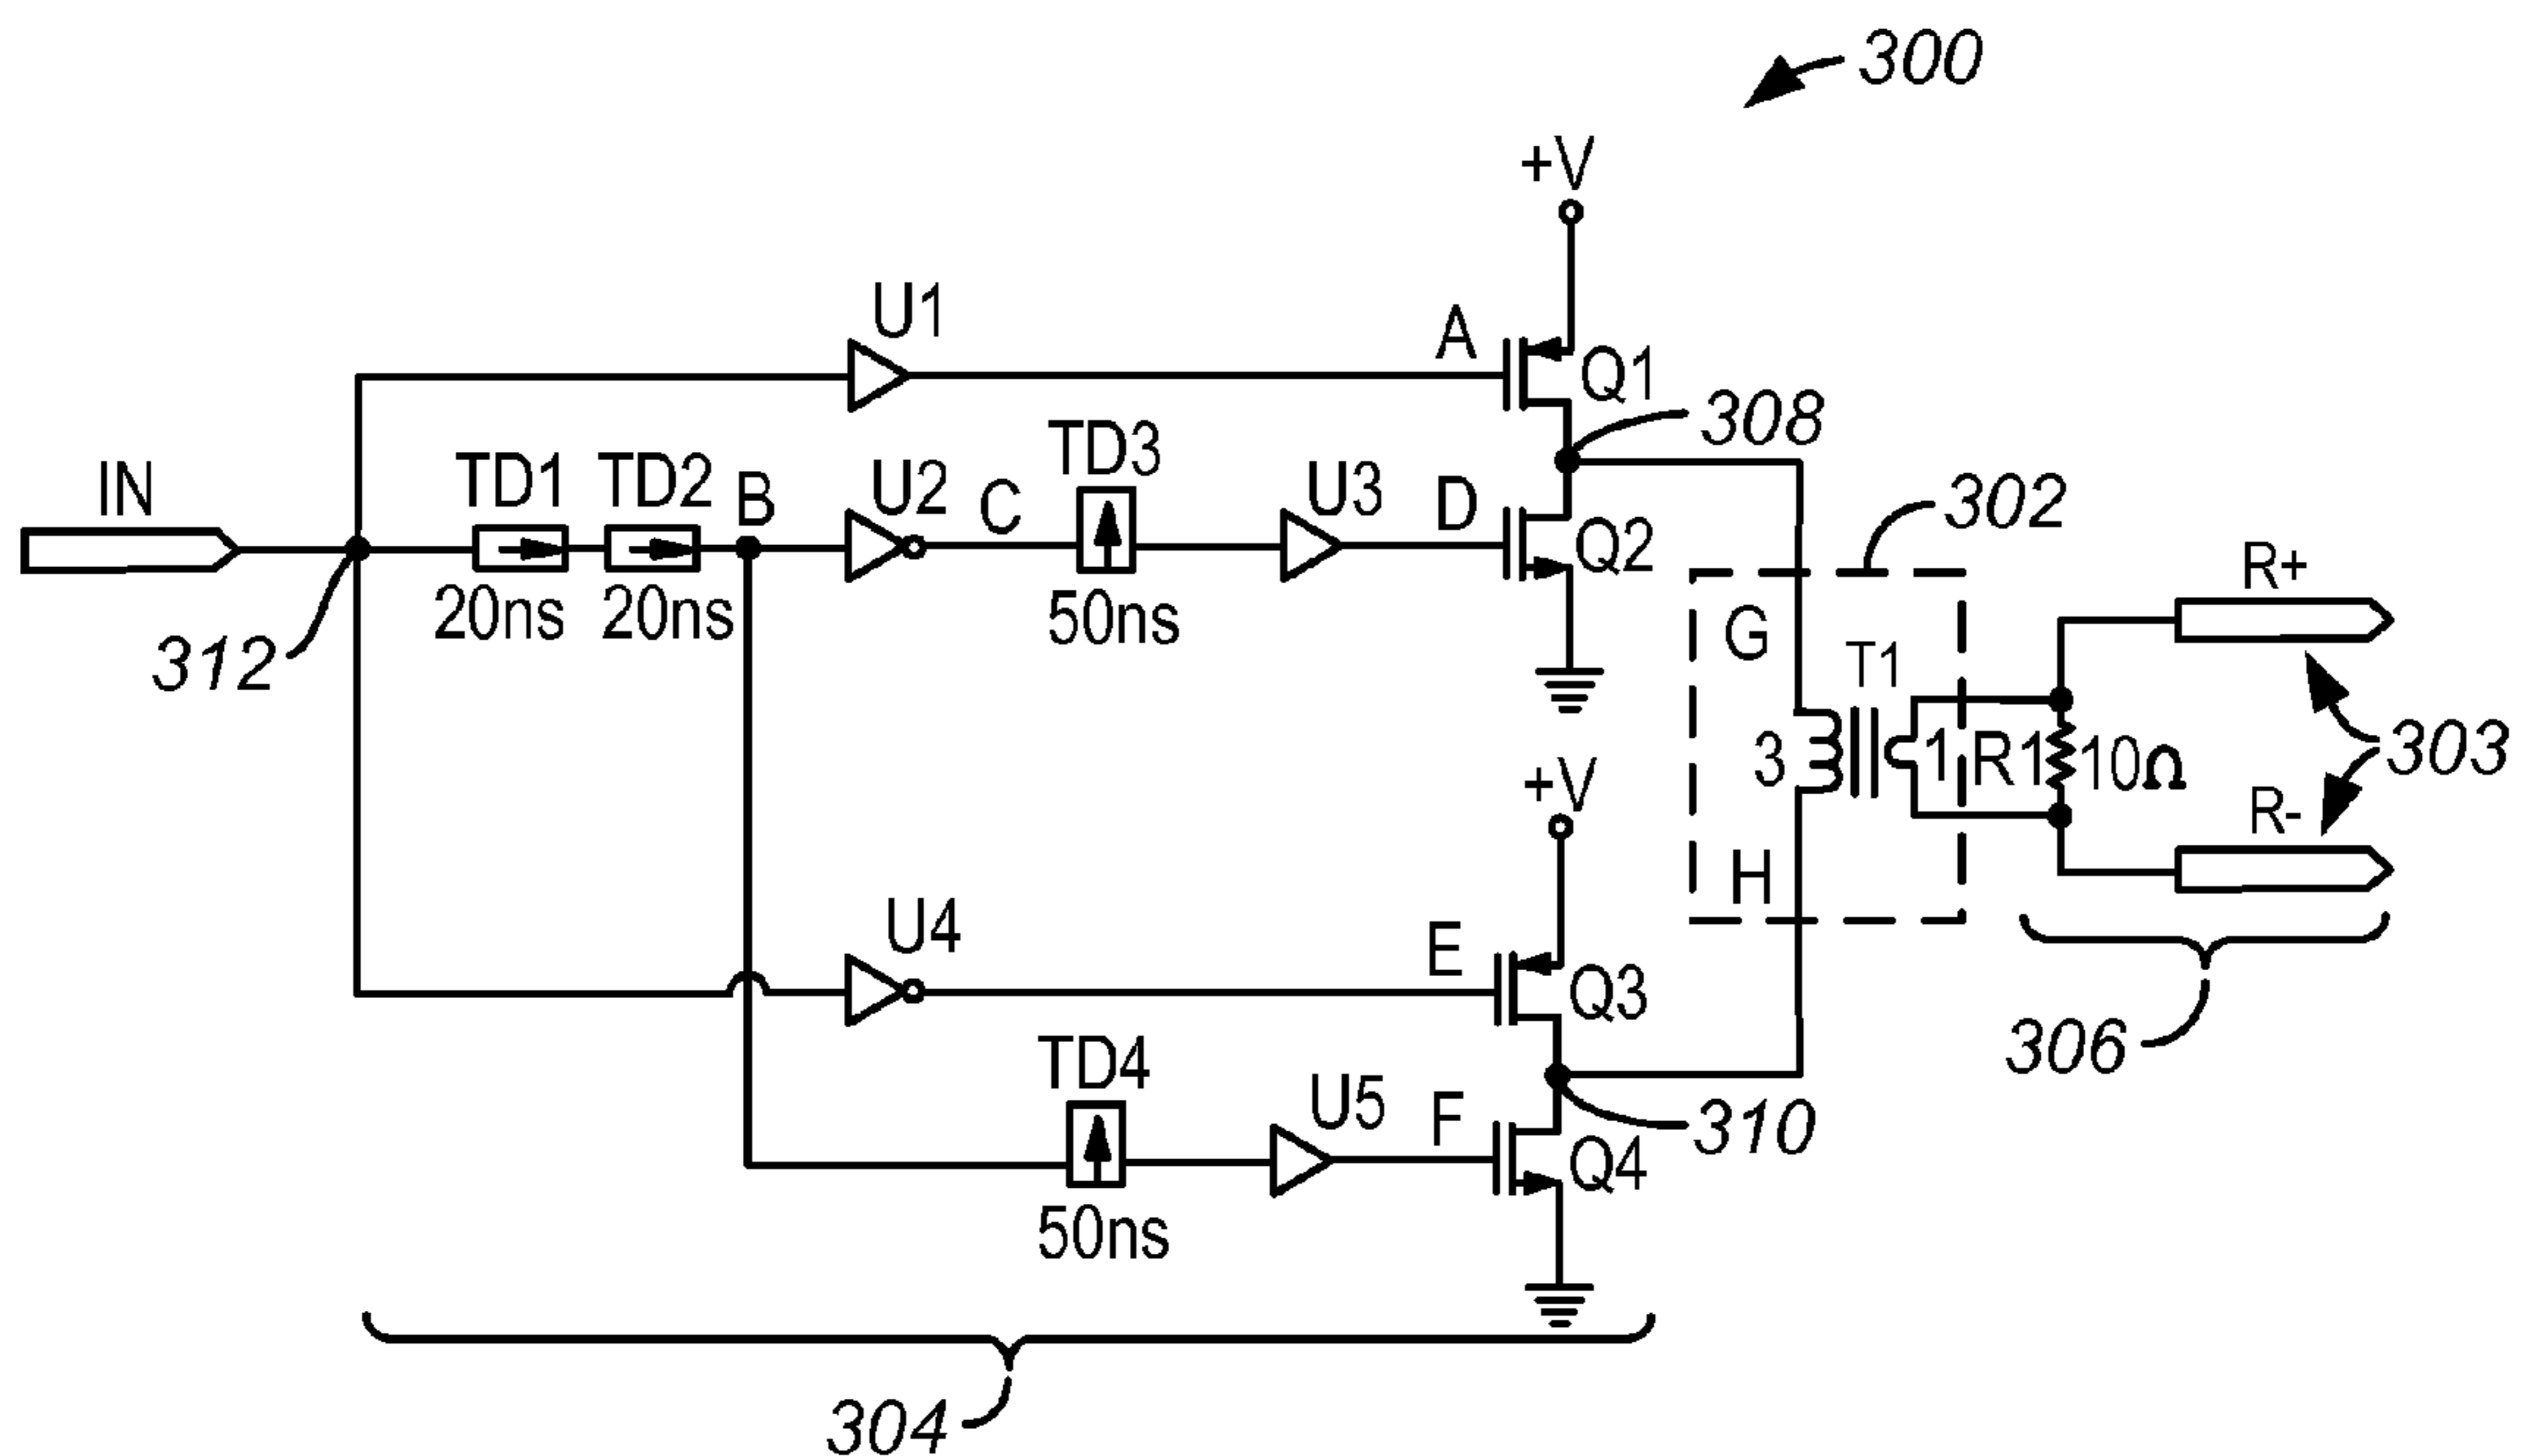 300
+V
U1
A
Q1
308
IN
TD1
TD2
B
U2
C
TD3
U3
D
Q2
302
20ns
20ns
50ns
312
G
T1
R+
3
1
R1
10Ω
303
+V
R-
H
U4
E
Q3
306
TD4
U5
F
310
Q4
50ns
304